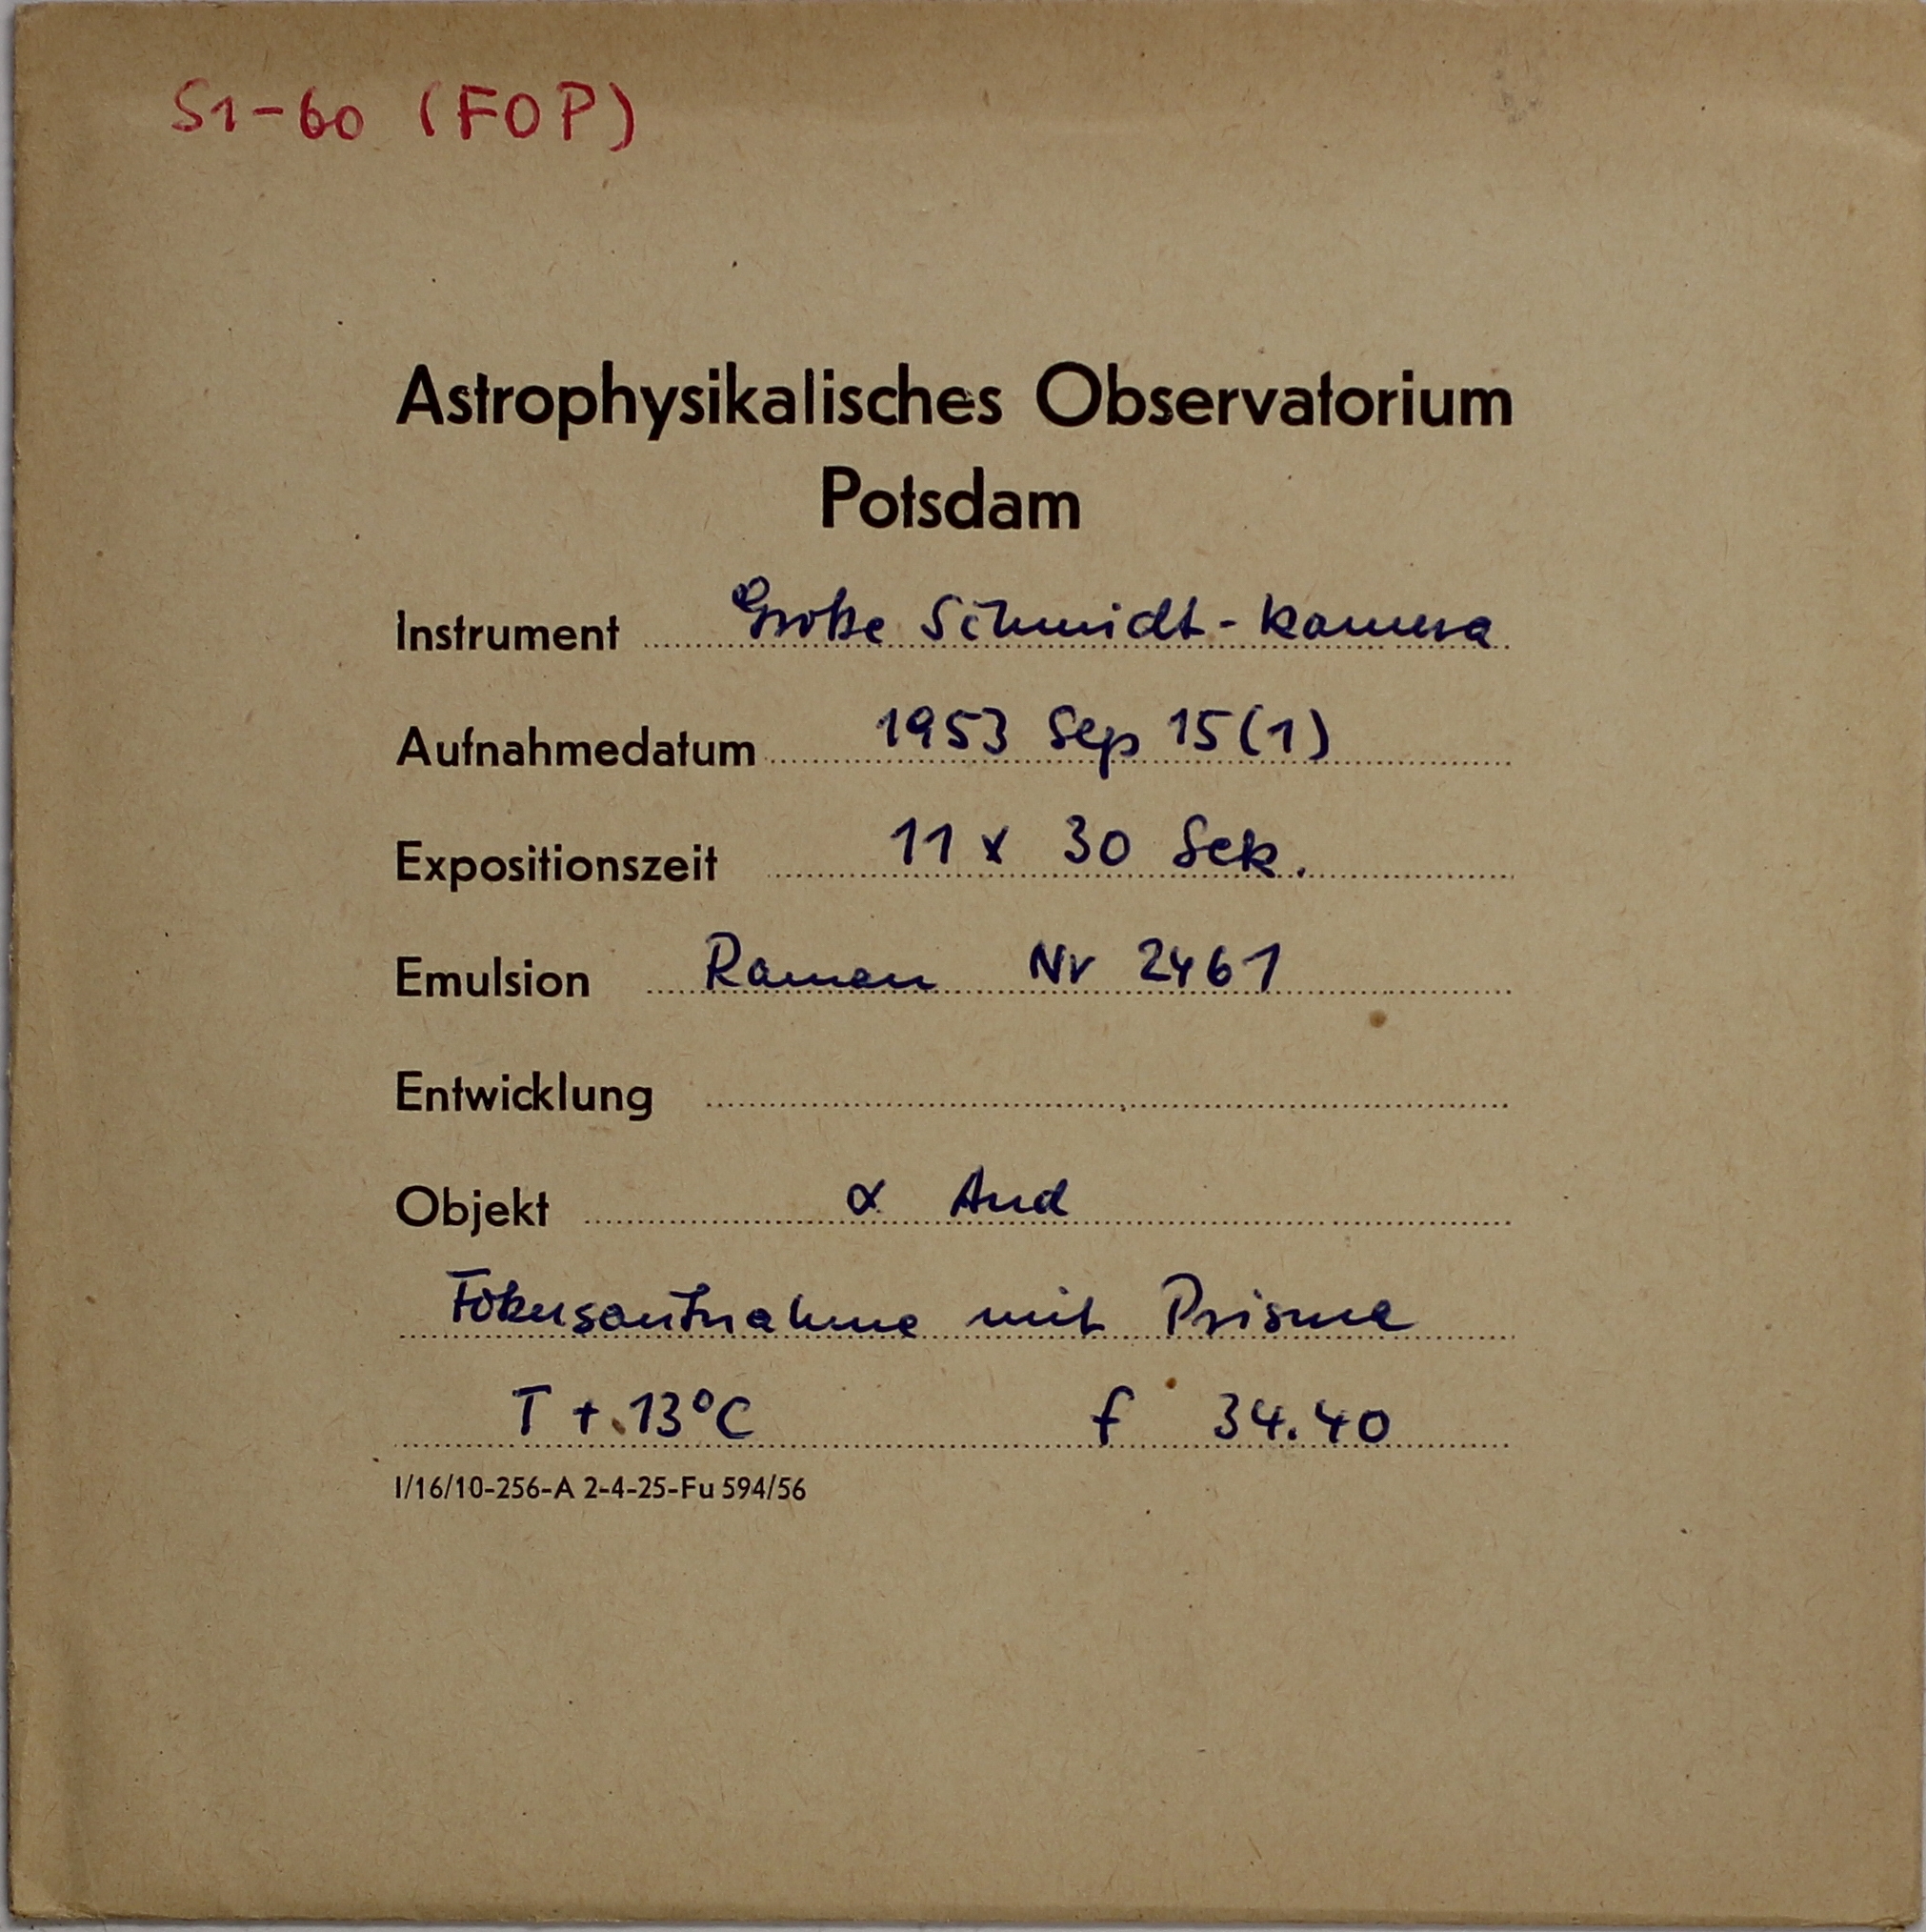 S1-60 (FOP)
Astrophysikalisches Observatorium
Potsdam
Instrument Große Schmidt-Kamera
Aufnahmedatum 1953 Sep 15(1)
Expositionszeit 11 x 30 Sek.
Emulsion Raman Nr 2461
Entwicklung
Objekt α And
Fokusaufnahme mit Prisma
T + 13°C f 34.40
I/16/10-256-A 2-4-25-Fu 594/56